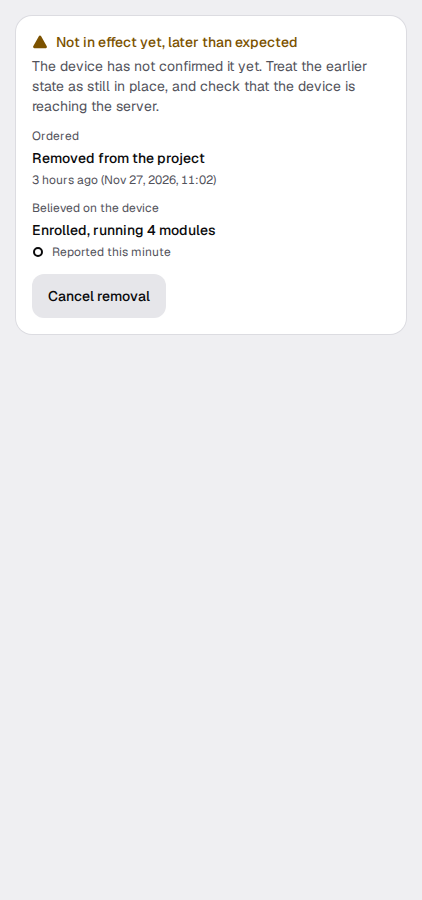 Not in effect yet, later than expected
The device has not confirmed it yet. Treat the earlier
state as still in place, and check that the device is
reaching the server.
Ordered
Removed from the project
3 hours ago (Nov 27, 2026, 11:02)
Believed on the device
Enrolled, running 4 modules
Reported this minute
Cancel removal